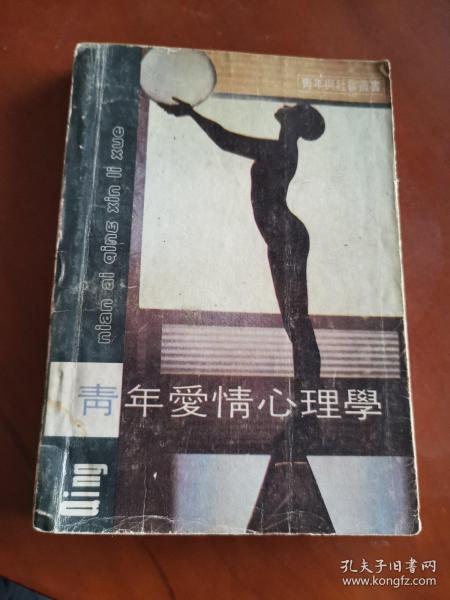 青年與社會叢書
Qing nian ai qing xin li xue
青年愛情心理學
孔夫子旧书网
www.kongfz.com